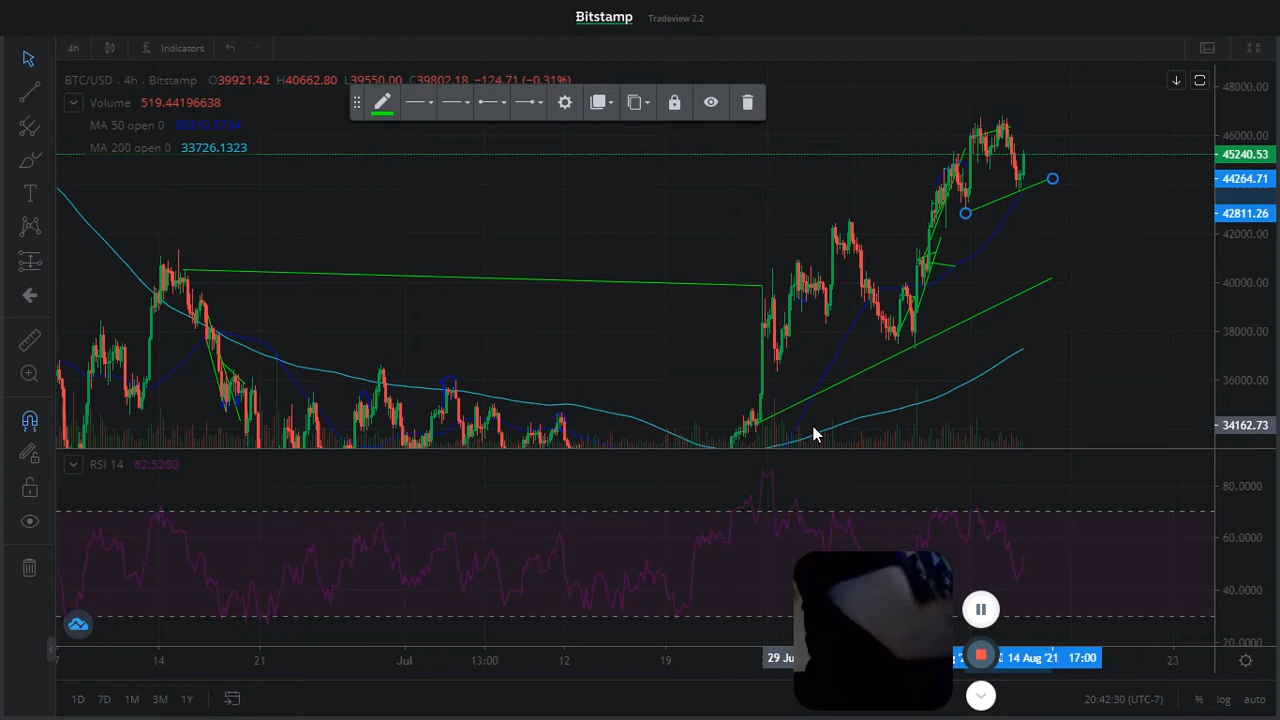 Bitstamp Tradeview 2.2
4h Indicators
BTC/USD · 4h · Bitstamp O39921.42 H40662.80 L39550.00 C39802.18 −124.71 (−0.31%)
Volume 519.44196638
MA 50 open 0
MA 200 open 0 33726.1323
48000.00
46000.00
45240.53
44264.71
42811.26
42000.00
40000.00
38000.00
36000.00
34162.73
RSI 14 62.5280
80.0000
60.0000
40.0000
20.0000
7 14 21 Jul 13:00 12 19 29 Ju 14 Aug '21 17:00 23
1D 7D 1M 3M 1Y 20:42:30 (UTC-7) % log auto